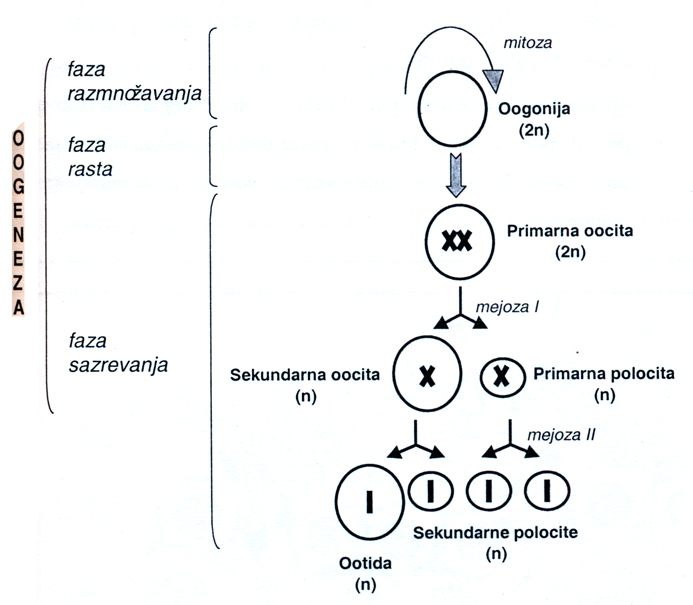 OOGENEZA
faza
razmnožavanja
mitoza
Oogonija
(2n)
faza
rasta
Primarna oocita
(2n)
mejoza I
faza
sazrevanja
Sekundarna oocita
(n)
Primarna polocita
(n)
mejoza II
Sekundarne polocite
(n)
Ootida
(n)